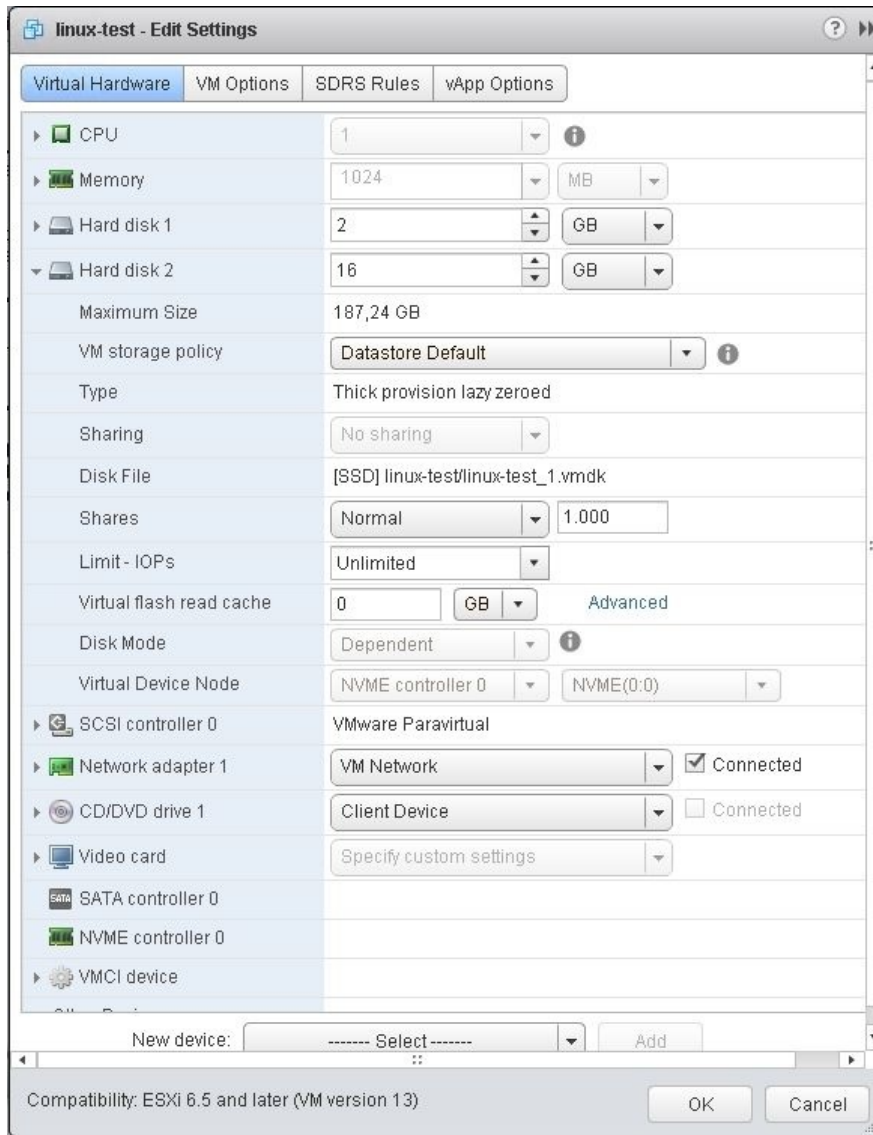 linux-test - Edit Settings
?
Virtual Hardware VM Options SDRS Rules vApp Options
CPU 1
Memory 1024 MB
Hard disk 1 2 GB
Hard disk 2 16 GB
Maximum Size 187,24 GB
VM storage policy Datastore Default
Type Thick provision lazy zeroed
Sharing No sharing
Disk File [SSD] linux-test/linux-test_1.vmdk
Shares Normal 1.000
Limit - IOPs Unlimited
Virtual flash read cache 0 GB Advanced
Disk Mode Dependent
Virtual Device Node NVME controller 0 NVME(0:0)
SCSI controller 0 VMware Paravirtual
Network adapter 1 VM Network Connected
CD/DVD drive 1 Client Device Connected
Video card Specify custom settings
SATA SATA controller 0
NVME controller 0
VMCI device
New device: ------- Select ------- Add
Compatibility: ESXi 6.5 and later (VM version 13) OK Cancel